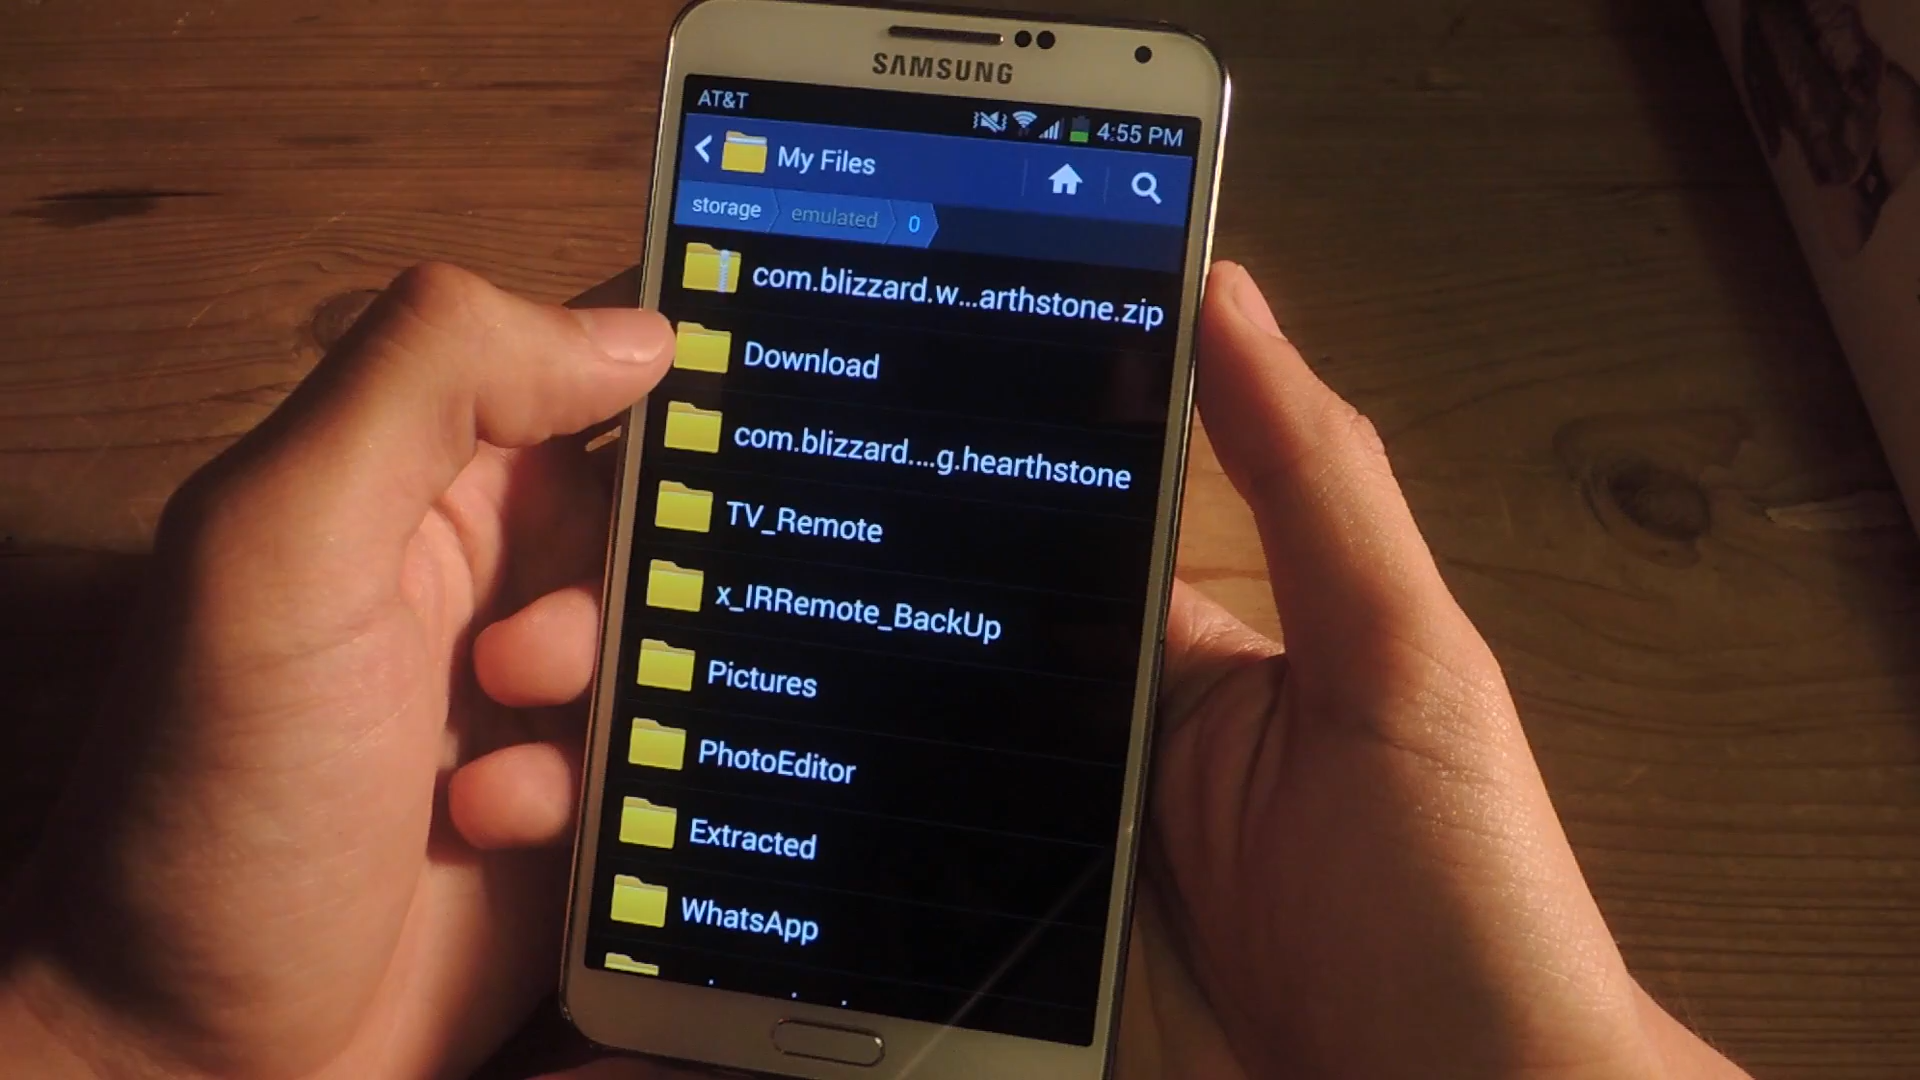 SAMSUNG
AT&T
4:55 PM
My Files
storage
emulated
0
com.blizzard.w...arthstone.zip
Download
com.blizzard....g.hearthstone
TV_Remote
x_IRRemote_BackUp
Pictures
PhotoEditor
Extracted
WhatsApp